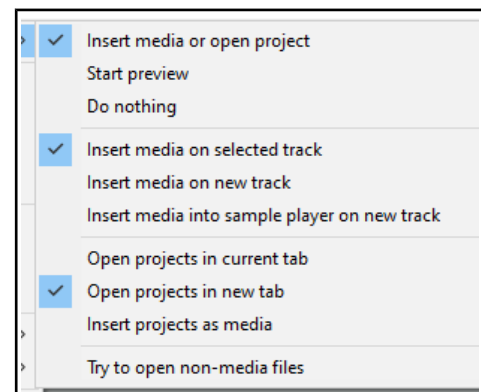 Insert media or open project
Start preview
Do nothing
Insert media on selected track
Insert media on new track
Insert media into sample player on new track
Open projects in current tab
Open projects in new tab
Insert projects as media
Try to open non-media files